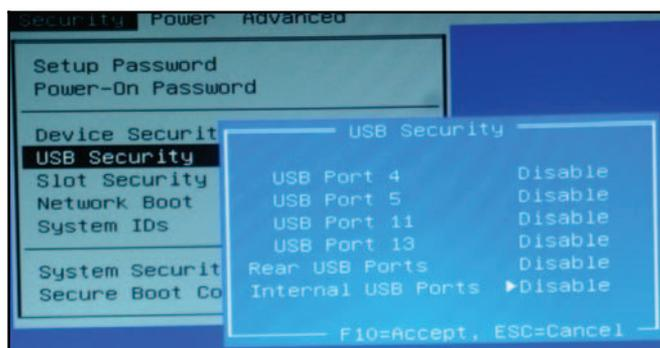 Security Power Advanced
Setup Password
Power-On Password
Device Securit
USB Security
Slot Security
Network Boot
System IDs
System Securit
Secure Boot Co
USB Security
USB Port 4 Disable
USB Port 5 Disable
USB Port 11 Disable
USB Port 13 Disable
Rear USB Ports Disable
Internal USB Ports ▶Disable
F10=Accept, ESC=Cancel